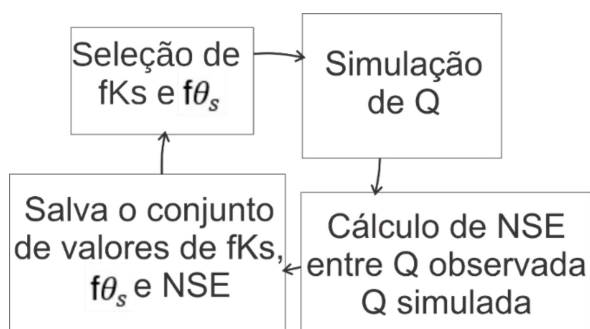 Seleção de
fKs e fθₛ
Simulação
de Q
Cálculo de NSE
entre Q observada
Q simulada
Salva o conjunto
de valores de fKs,
fθₛ e NSE